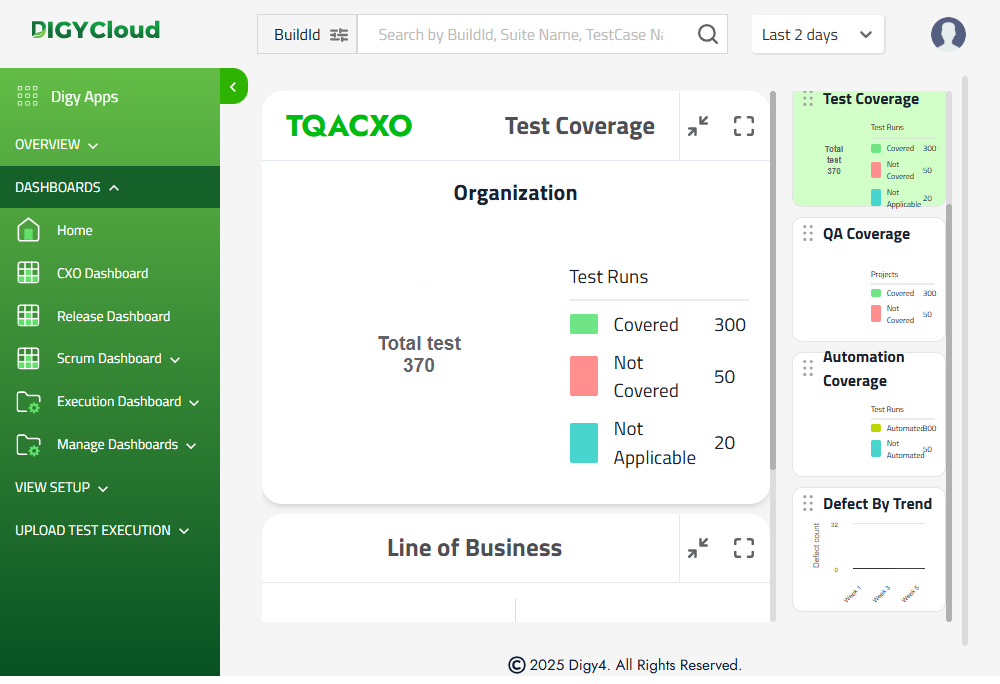 DIGYCloud
BuildId
Search by BuildId, Suite Name, TestCase Na
Last 2 days
Digy Apps
OVERVIEW
DASHBOARDS
Home
CXO Dashboard
Release Dashboard
Scrum Dashboard
Execution Dashboard
Manage Dashboards
VIEW SETUP
UPLOAD TEST EXECUTION
TQACXO
Test Coverage
Organization
Total test
370
Test Runs
Covered 300
Not
Covered
50
Not
Applicable
20
Line of Business
Test Coverage
Test Runs
Total
test
370
Covered 300
Not
Covered
50
Not
Applicable
20
QA Coverage
Projects
Covered 300
Not
Covered
50
Automation
Coverage
Test Runs
Automated 300
Not
Automated
50
Defect By Trend
Defect count
32
0
Week 1
Week 3
Week 5
© 2025 Digy4. All Rights Reserved.